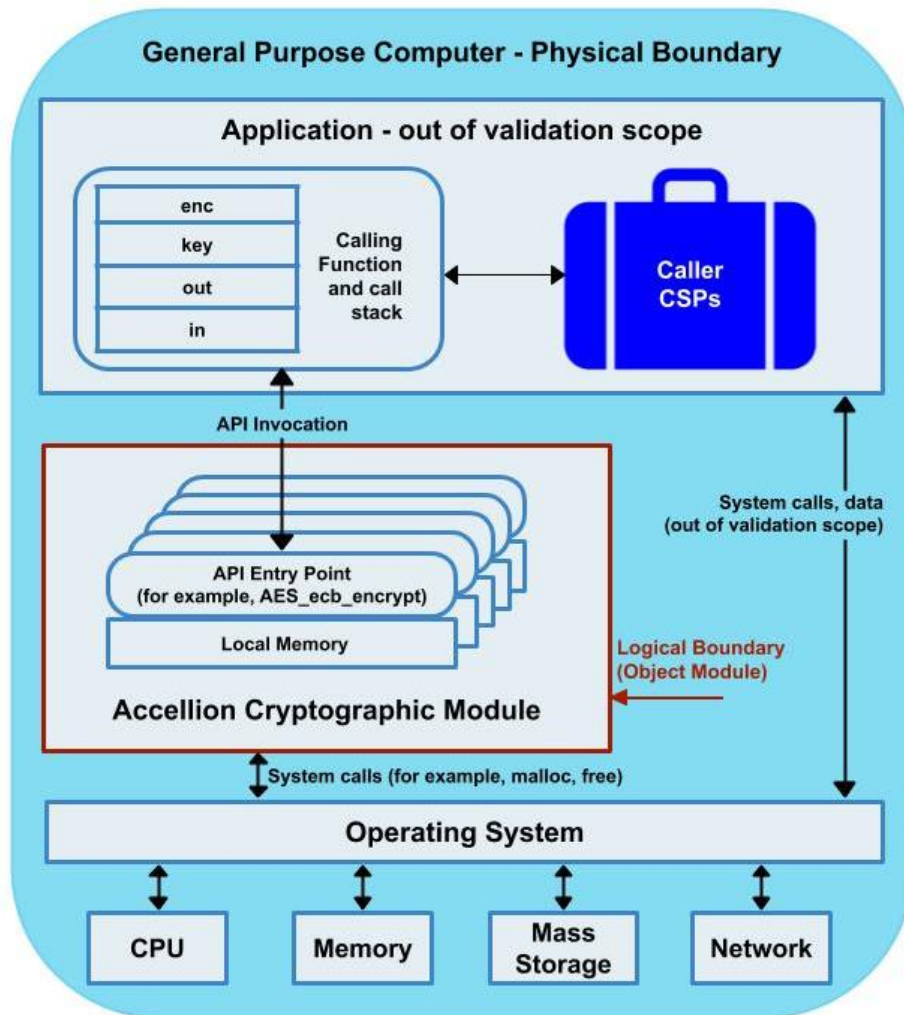 General Purpose Computer - Physical Boundary
Application - out of validation scope
enc
key
out
in
Calling
Function
and call
stack
Caller
CSPs
API Invocation
System calls, data
(out of validation scope)
API Entry Point
(for example, AES_ecb_encrypt)
Local Memory
Logical Boundary
(Object Module)
Accellion Cryptographic Module
System calls (for example, malloc, free)
Operating System
CPU
Memory
Mass
Storage
Network